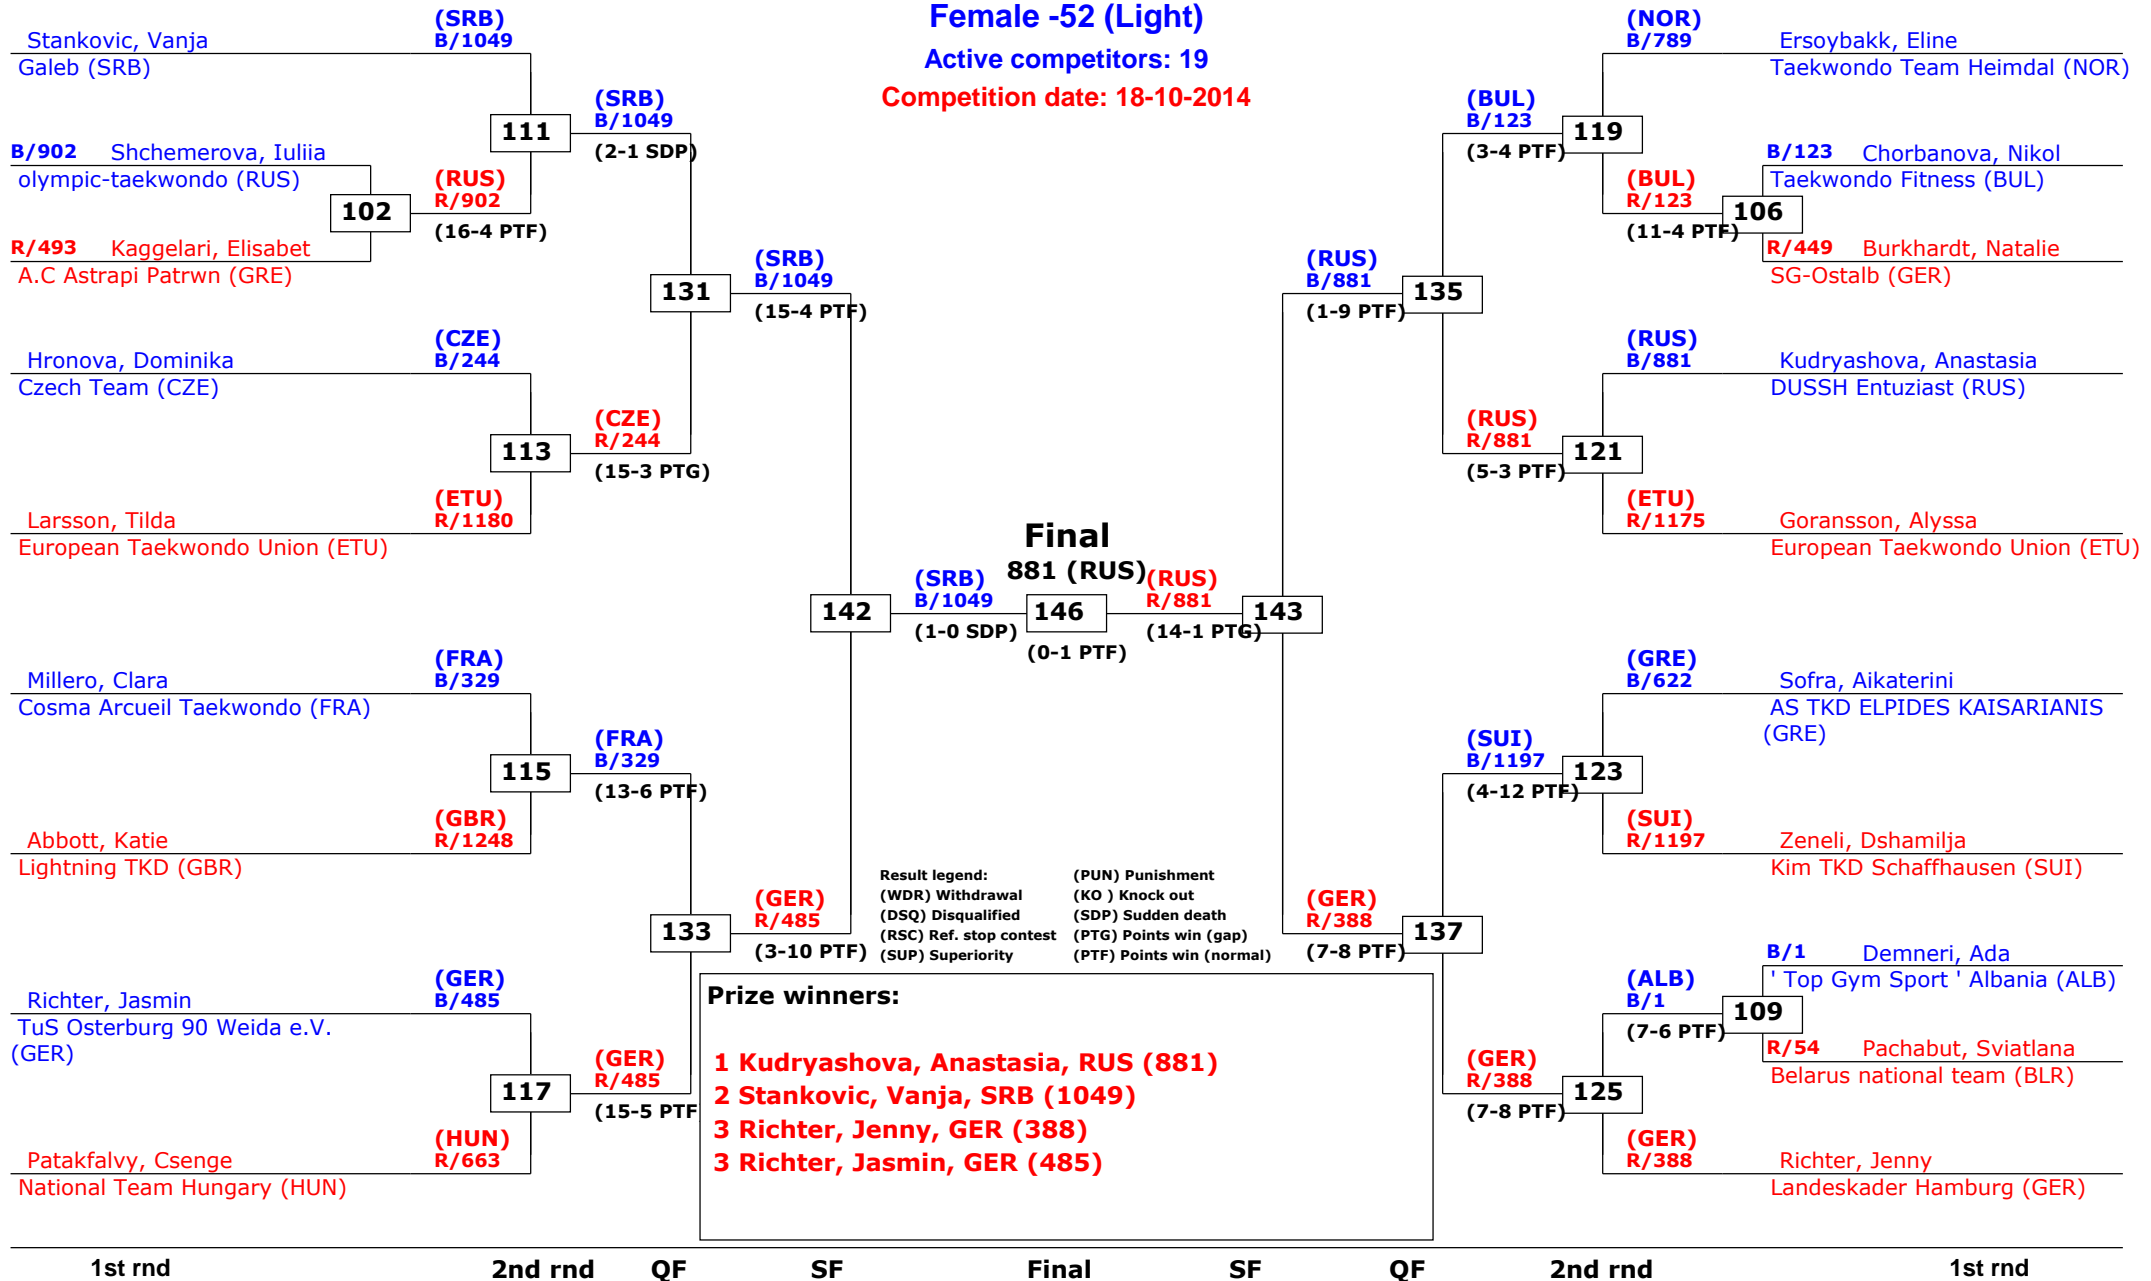 Female -52 (Light)
Active competitors: 19
Competition date: 18-10-2014
Stankovic, Vanja
Galeb (SRB)
(SRB)
B/1049
B/902 Shchemerova, Iuliia
olympic-taekwondo (RUS)
102
R/493 Kaggelari, Elisabet
A.C Astrapi Patrwn (GRE)
(RUS)
R/902
(16-4 PTF)
111
(SRB)
B/1049
(2-1 SDP)
Hronova, Dominika
Czech Team (CZE)
(CZE)
B/244
113
(CZE)
R/244
(15-3 PTG)
Larsson, Tilda
European Taekwondo Union (ETU)
(ETU)
R/1180
131
(SRB)
B/1049
(15-4 PTF)
Millero, Clara
Cosma Arcueil Taekwondo (FRA)
(FRA)
B/329
115
(FRA)
B/329
(13-6 PTF)
Abbott, Katie
Lightning TKD (GBR)
(GBR)
R/1248
133
(GER)
R/485
(3-10 PTF)
Richter, Jasmin
TuS Osterburg 90 Weida e.V.
(GER)
(GER)
B/485
117
(GER)
R/485
(15-5 PTF
Patakfalvy, Csenge
National Team Hungary (HUN)
(HUN)
R/663
142
(SRB)
B/1049
(1-0 SDP)
Final
881 (RUS)
146
(0-1 PTF)
(RUS)
R/881
(14-1 PTG)
143
(NOR)
B/789
Ersoybakk, Eline
Taekwondo Team Heimdal (NOR)
(BUL)
B/123
(3-4 PTF)
119
B/123 Chorbanova, Nikol
Taekwondo Fitness (BUL)
(BUL)
R/123
(11-4 PTF)
106
R/449 Burkhardt, Natalie
SG-Ostalb (GER)
(RUS)
B/881
(1-9 PTF)
135
(RUS)
B/881
Kudryashova, Anastasia
DUSSH Entuziast (RUS)
(RUS)
R/881
(5-3 PTF)
121
(ETU)
R/1175
Goransson, Alyssa
European Taekwondo Union (ETU)
(GRE)
B/622
Sofra, Aikaterini
AS TKD ELPIDES KAISARIANIS
(GRE)
(SUI)
B/1197
(4-12 PTF)
123
(SUI)
R/1197
Zeneli, Dshamilja
Kim TKD Schaffhausen (SUI)
(GER)
R/388
(7-8 PTF)
137
B/1 Demneri, Ada
' Top Gym Sport ' Albania (ALB)
(ALB)
B/1
(7-6 PTF)
109
R/54 Pachabut, Sviatlana
Belarus national team (BLR)
(GER)
R/388
(7-8 PTF)
125
(GER)
R/388
Richter, Jenny
Landeskader Hamburg (GER)
Result legend:
(WDR) Withdrawal
(DSQ) Disqualified
(RSC) Ref. stop contest
(SUP) Superiority
(PUN) Punishment
(KO ) Knock out
(SDP) Sudden death
(PTG) Points win (gap)
(PTF) Points win (normal)
Prize winners:
1 Kudryashova, Anastasia, RUS (881)
2 Stankovic, Vanja, SRB (1049)
3 Richter, Jenny, GER (388)
3 Richter, Jasmin, GER (485)
1st rnd 2nd rnd QF SF Final SF QF 2nd rnd 1st rnd